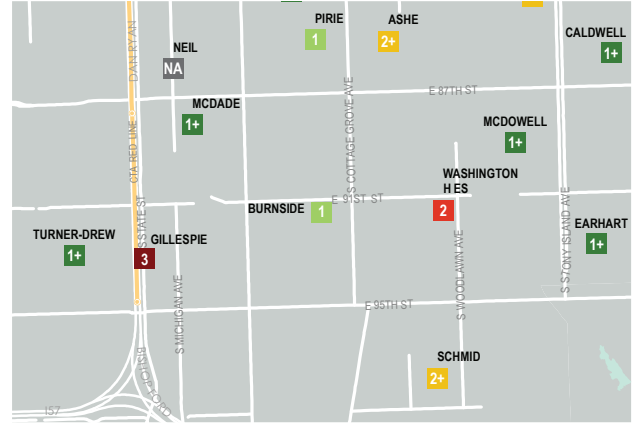 PIRIE
1
ASHE
2+
CALDWELL
1+
NEIL
NA
DAN RYAN
MCDADE
1+
E 87TH ST
S COTTAGE GROVE AVE
MCDOWELL
1+
CTA RED LINE
WASHINGTON
H ES
2
BURNSIDE
1
E 91ST ST
S STATE ST
TURNER-DREW
1+
GILLESPIE
3
EARHART
1+
S STONY ISLAND AVE
S MICHIGAN AVE
S WOODLAWN AVE
E 95TH ST
BISHOP FORD
SCHMID
2+
I57